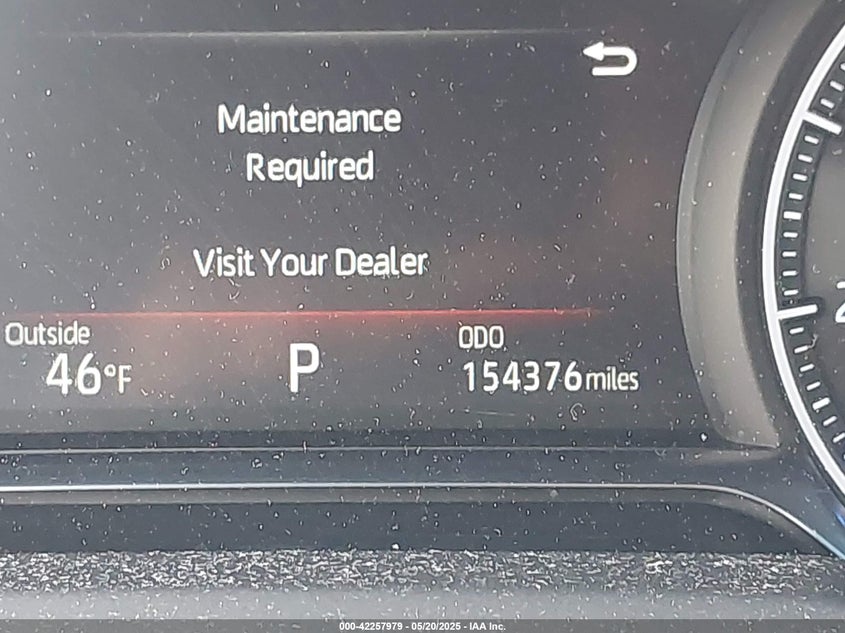 Maintenance
Required
Visit Your Dealer
Outside
46°F
P
ODO
154376 miles
000-42257979 - 05/20/2025 - IAA Inc.